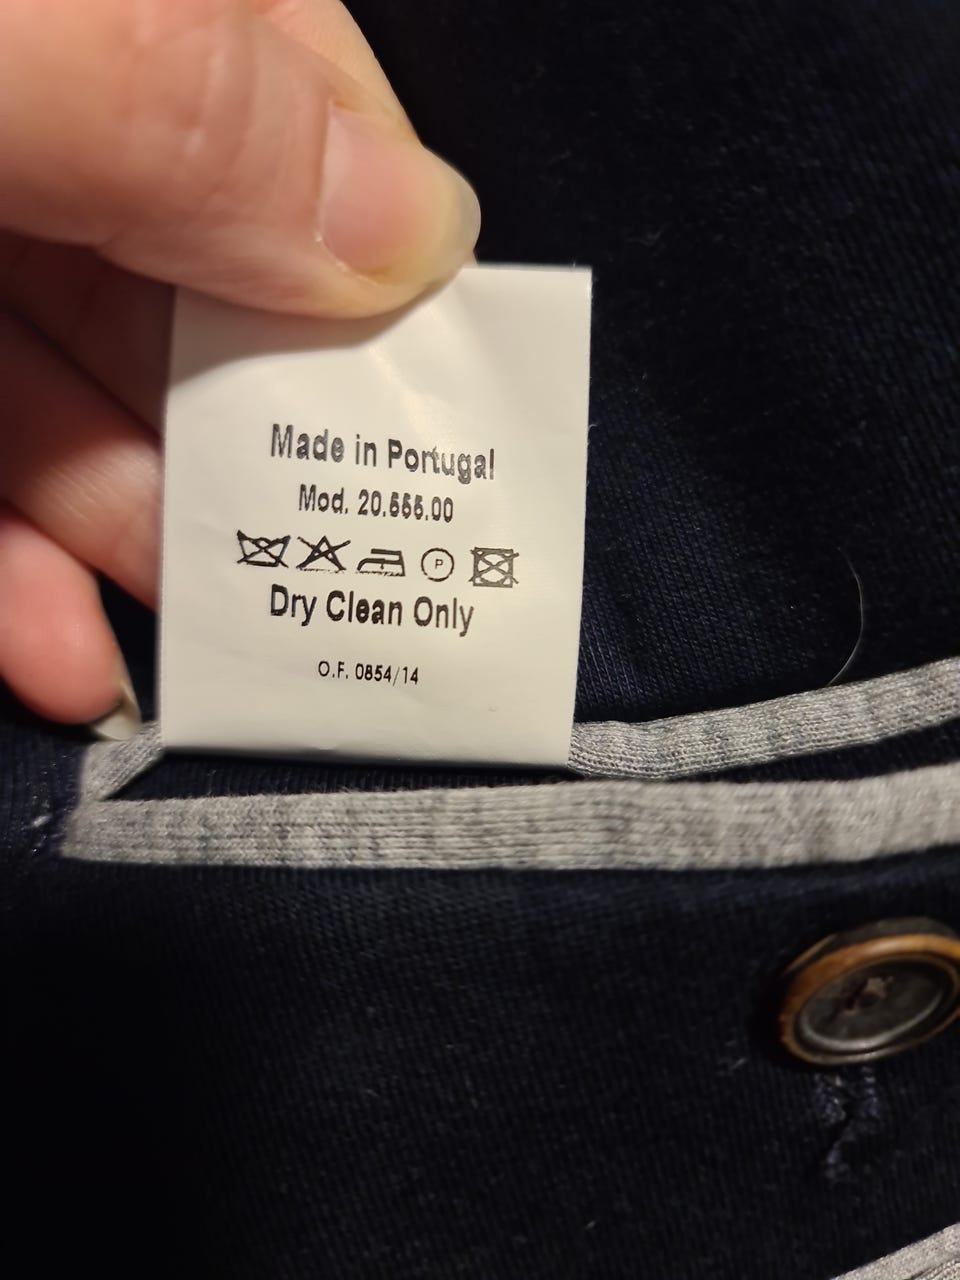 Made in Portugal
Mod. 20.555.00
P
Dry Clean Only
O.F. 0854/14